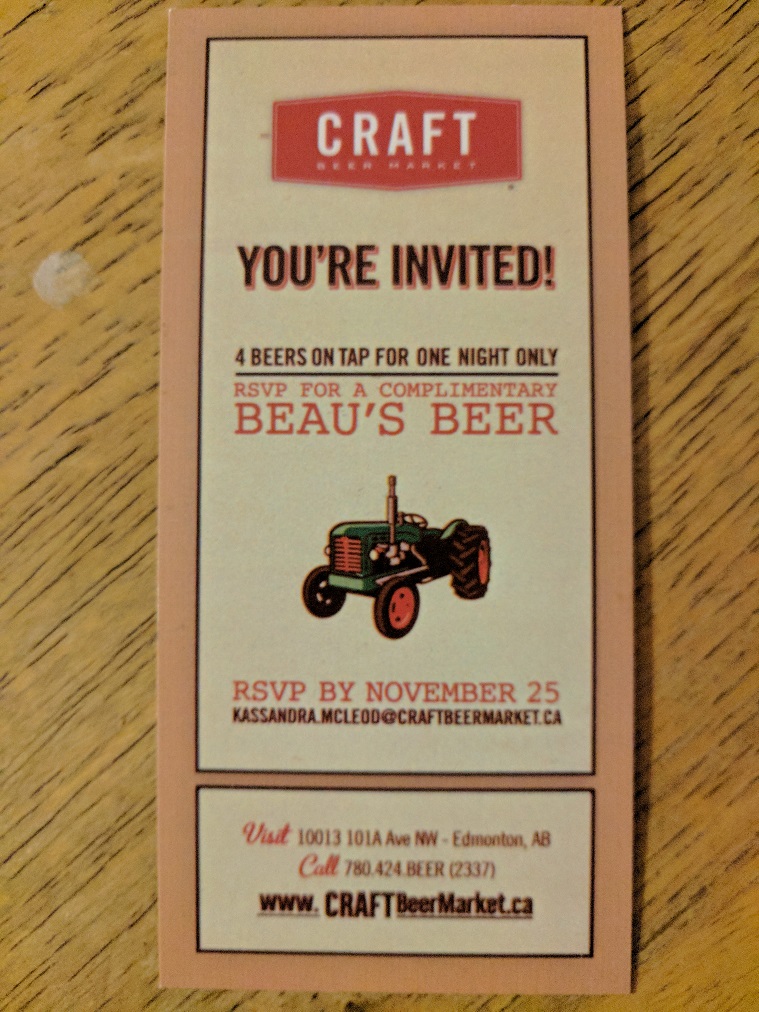 CRAFT
BEER MARKET
YOU'RE INVITED!
4 BEERS ON TAP FOR ONE NIGHT ONLY
RSVP FOR A COMPLIMENTARY
BEAU'S BEER
RSVP BY NOVEMBER 25
KASSANDRA.MCLEOD@CRAFTBEERMARKET.CA
Visit 10013 101A Ave NW - Edmonton, AB
Call 780.424.BEER (2337)
www.CRAFTBeerMarket.ca